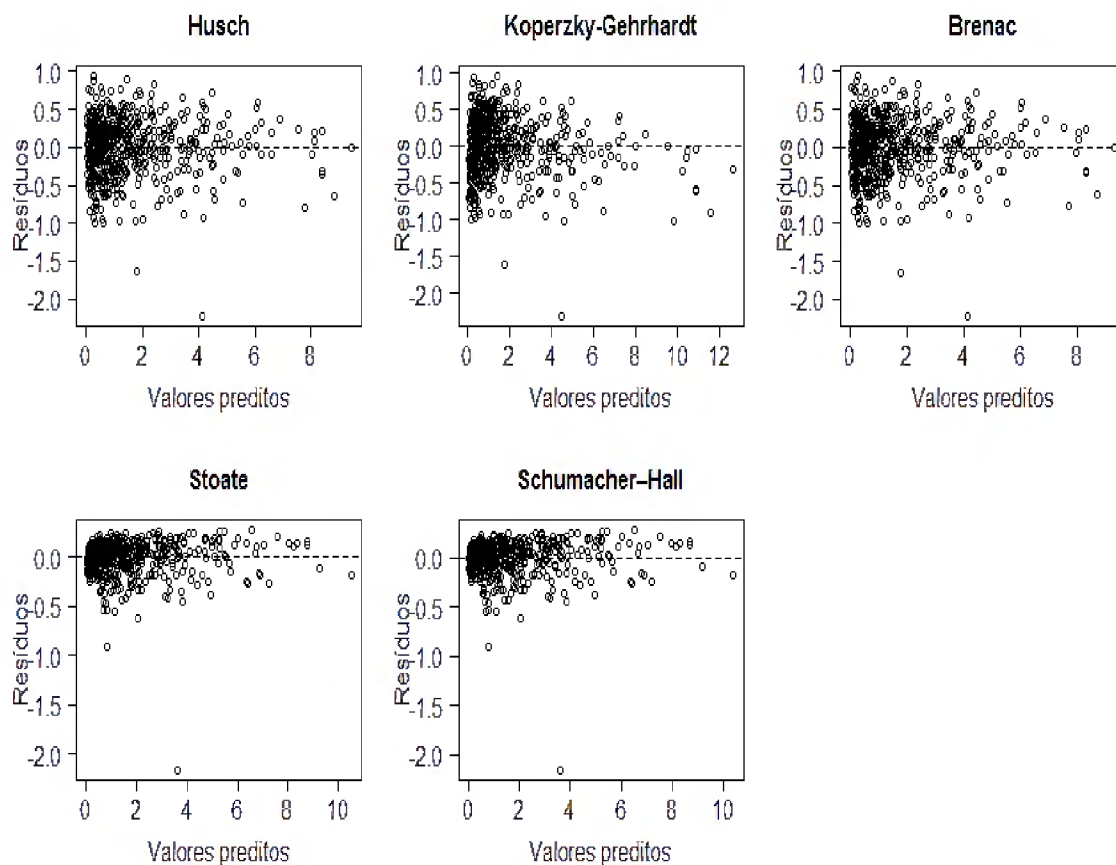 Husch
Koperzky-Gehrhardt
Brenac
Resíduos
1.0
0.5
0.0
-0.5
-1.0
-1.5
-2.0
0 2 4 6 8
Valores preditos
Resíduos
1.0
0.5
0.0
-0.5
-1.0
-1.5
-2.0
0 2 4 6 8 10 12
Valores preditos
Resíduos
1.0
0.5
0.0
-0.5
-1.0
-1.5
-2.0
0 2 4 6 8
Valores preditos
Stoate
Schumacher–Hall
Resíduos
0.0
-0.5
-1.0
-1.5
-2.0
0 2 4 6 8 10
Valores preditos
Resíduos
0.0
-0.5
-1.0
-1.5
-2.0
0 2 4 6 8 10
Valores preditos